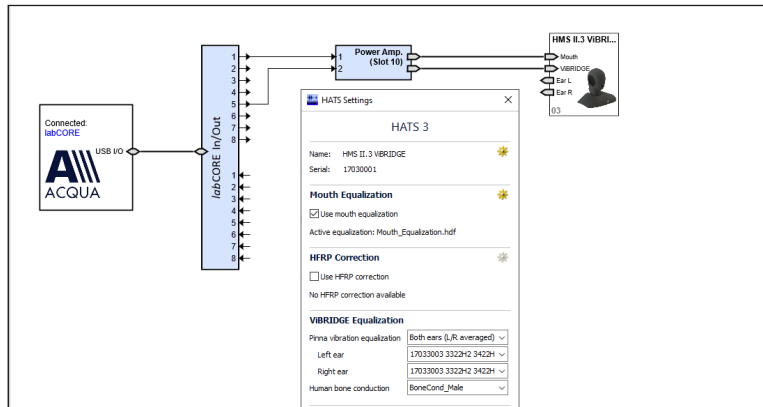 Connected:
labCORE
USB I/O
ACQUA
labCORE In/Out
1
2
3
4
5
6
7
8
1
2
3
4
5
6
7
8
1
2
Power Amp.
(Slot 10)
HMS II.3 ViBRI...
Mouth
ViBRIDGE
Ear L
Ear R
03
HATS Settings
HATS 3
Name: HMS II.3 ViBRIDGE
Serial: 17030001
Mouth Equalization
Use mouth equalization
Active equalization: Mouth_Equalization.hdf
HFRP Correction
Use HFRP correction
No HFRP correction available
ViBRIDGE Equalization
Pinna vibration equalization Both ears (L/R averaged)
Left ear 17033003 3322H2 3422H
Right ear 17033003 3322H2 3422H
Human bone conduction BoneCond_Male